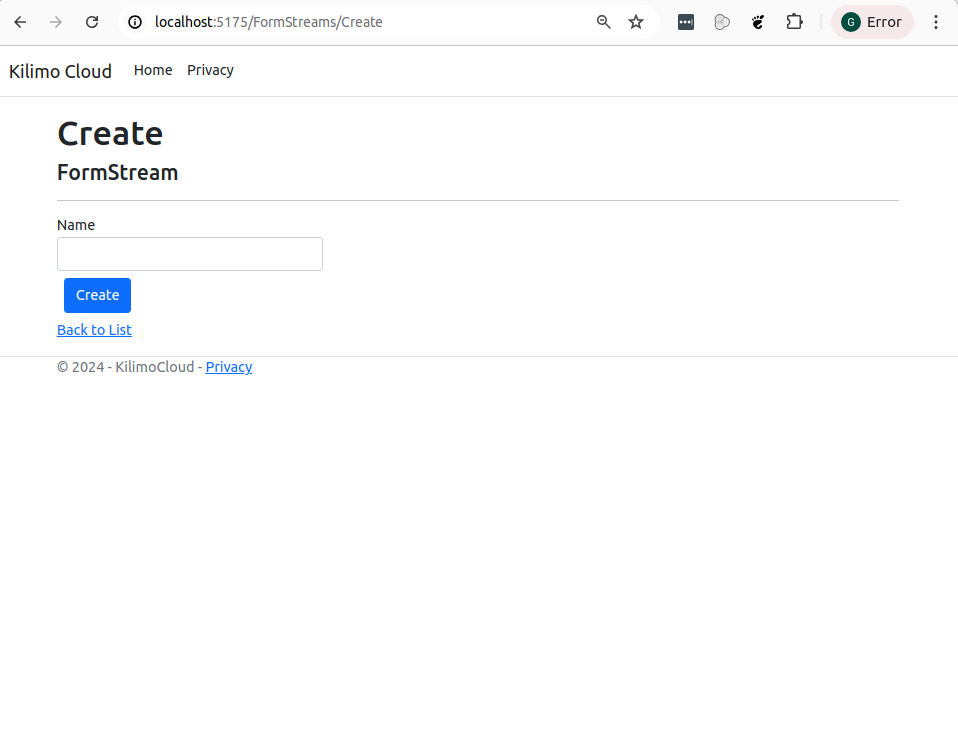 localhost:5175/FormStreams/Create
G Error
Kilimo Cloud Home Privacy
Create
FormStream
Name
Create
Back to List
© 2024 - KilimoCloud - Privacy